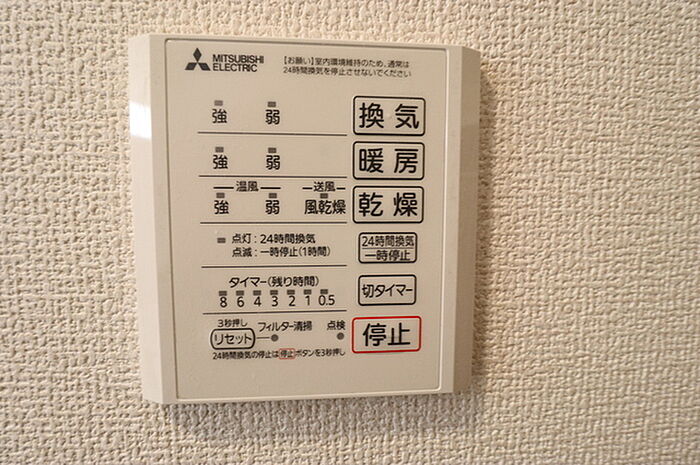 MITSUBISHI
ELECTRIC
【お願い】室内環境維持のため、通常は
24時間換気を停止させないでください
強 弱 換気
強 弱 暖房
温風 送風
強 弱 風乾燥 乾燥
点灯:24時間換気
点滅:一時停止(1時間)
24時間換気
一時停止
タイマー(残り時間)
8 6 4 3 2 1 0.5
切タイマー
3秒押し
リセット フィルター清掃 点検
停止
24時間換気の停止は停止ボタンを3秒押し